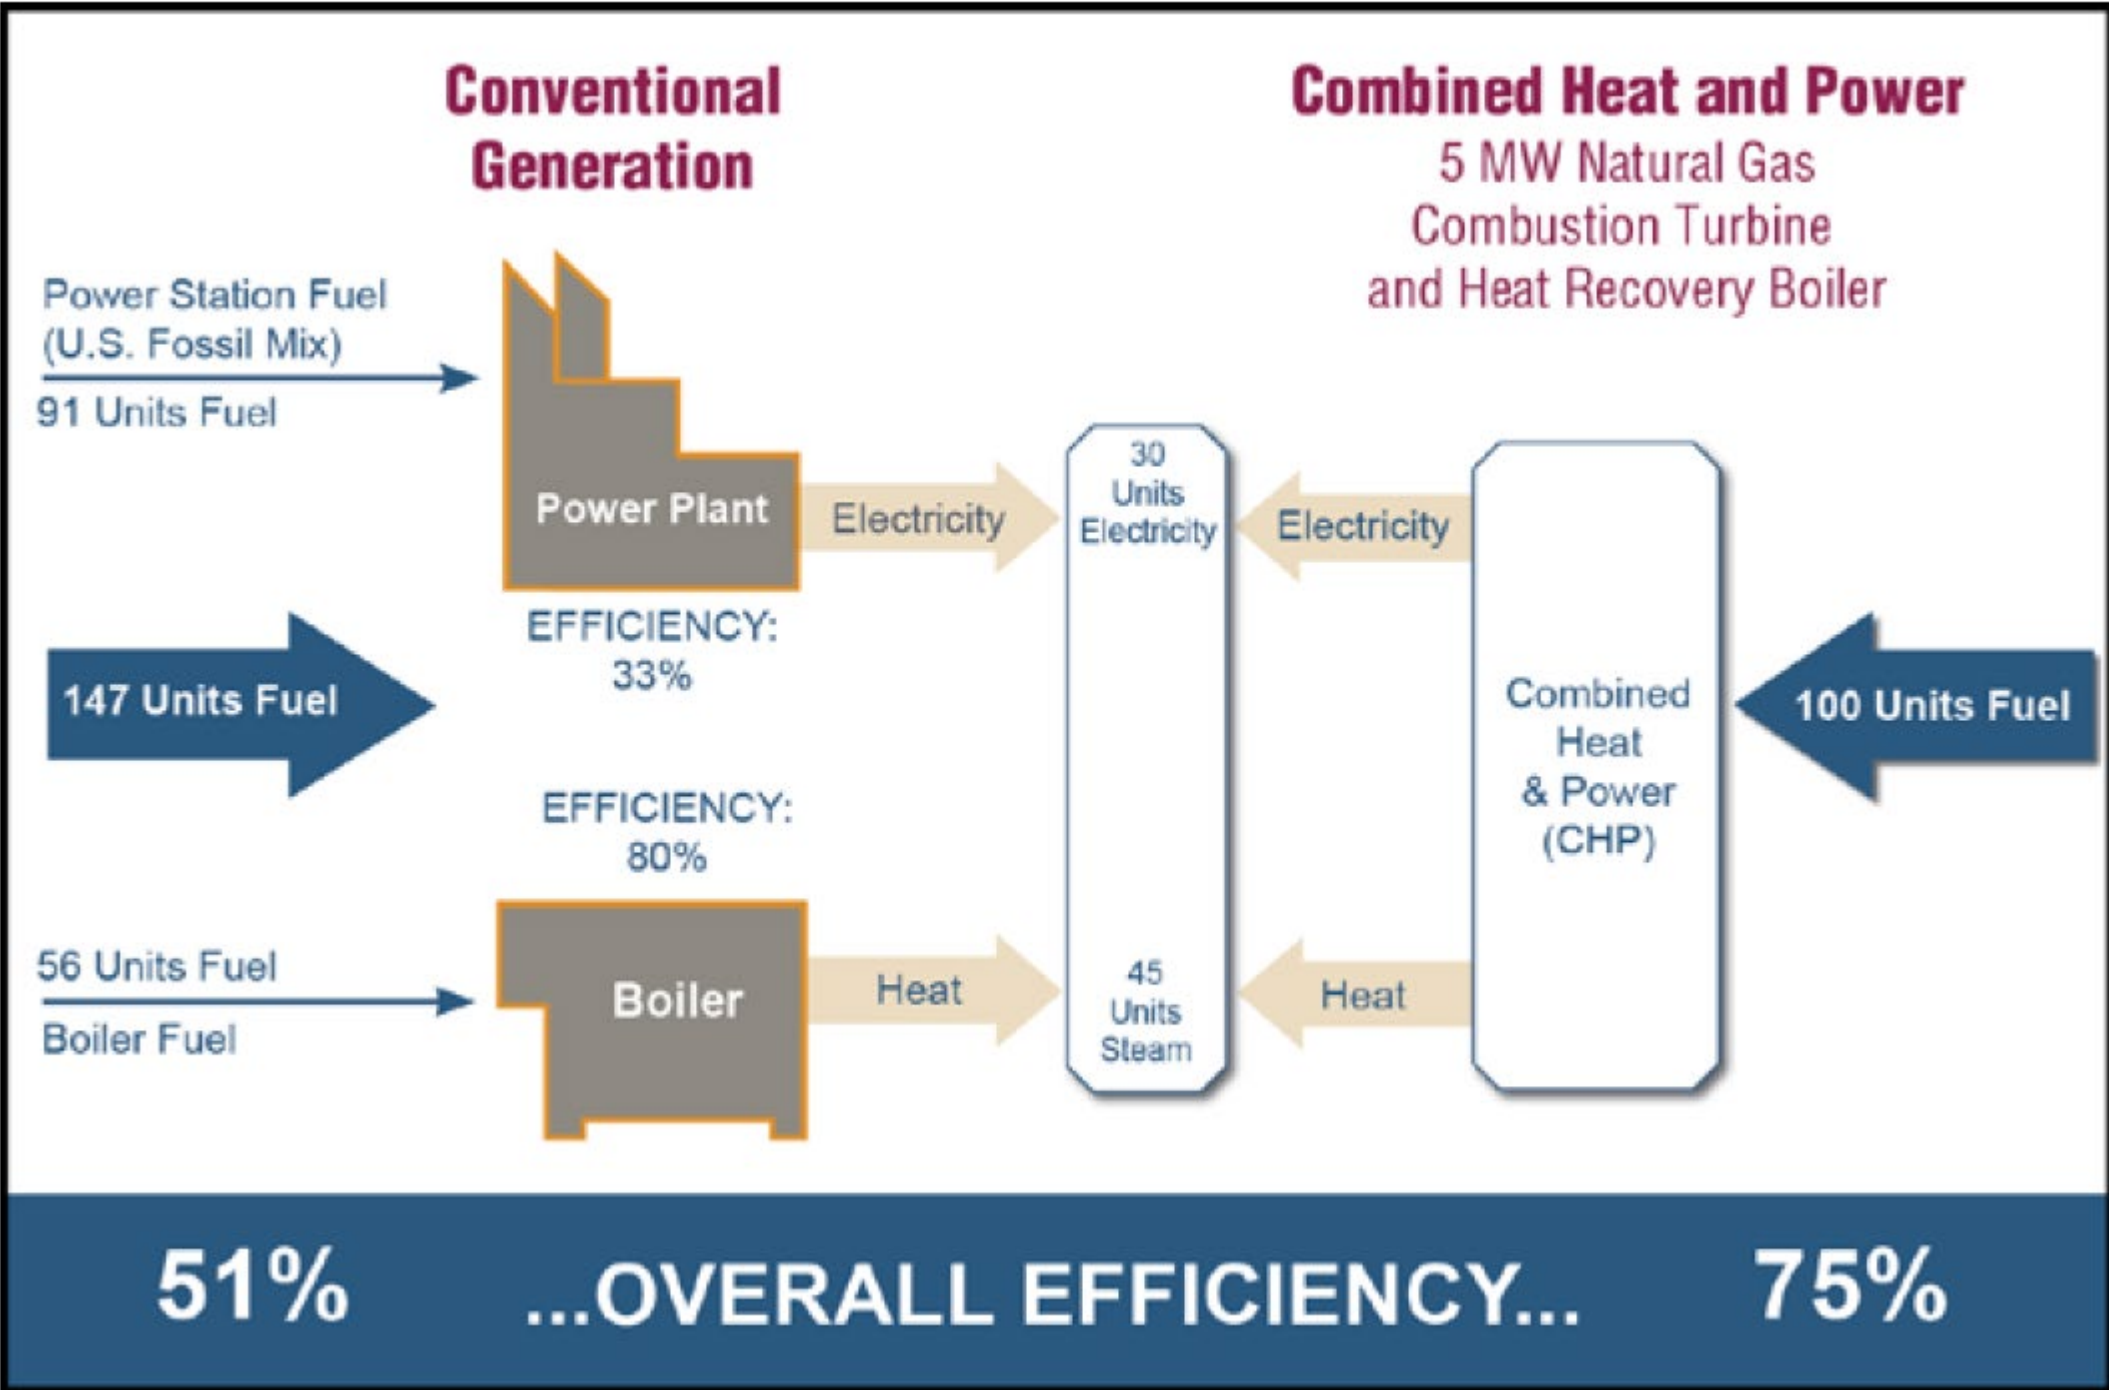 Conventional
Generation
Combined Heat and Power
5 MW Natural Gas
Combustion Turbine
and Heat Recovery Boiler
Power Station Fuel
(U.S. Fossil Mix)
91 Units Fuel
Power Plant
Electricity
30
Units
Electricity
Electricity
EFFICIENCY:
33%
147 Units Fuel
Combined
Heat
& Power
(CHP)
100 Units Fuel
EFFICIENCY:
80%
56 Units Fuel
Boiler Fuel
Boiler
Heat
45
Units
Steam
Heat
51%
...OVERALL EFFICIENCY...
75%